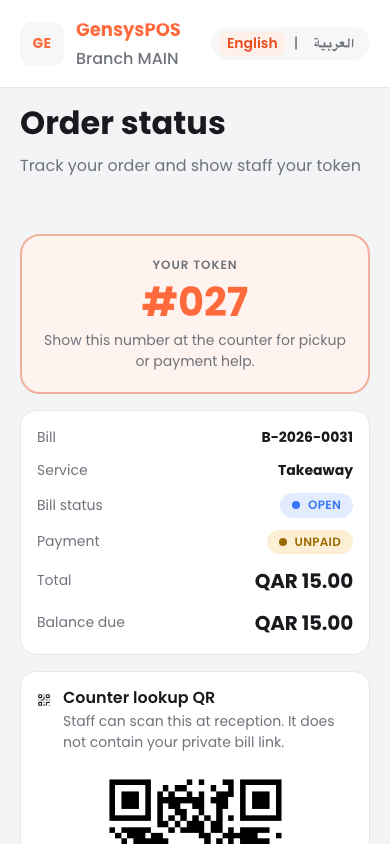 GE
GensysPOS
Branch MAIN
English | العربية
Order status
Track your order and show staff your token
YOUR TOKEN
#027
Show this number at the counter for pickup
or payment help.
Bill B-2026-0031
Service Takeaway
Bill status OPEN
Payment UNPAID
Total QAR 15.00
Balance due QAR 15.00
Counter lookup QR
Staff can scan this at reception. It does
not contain your private bill link.